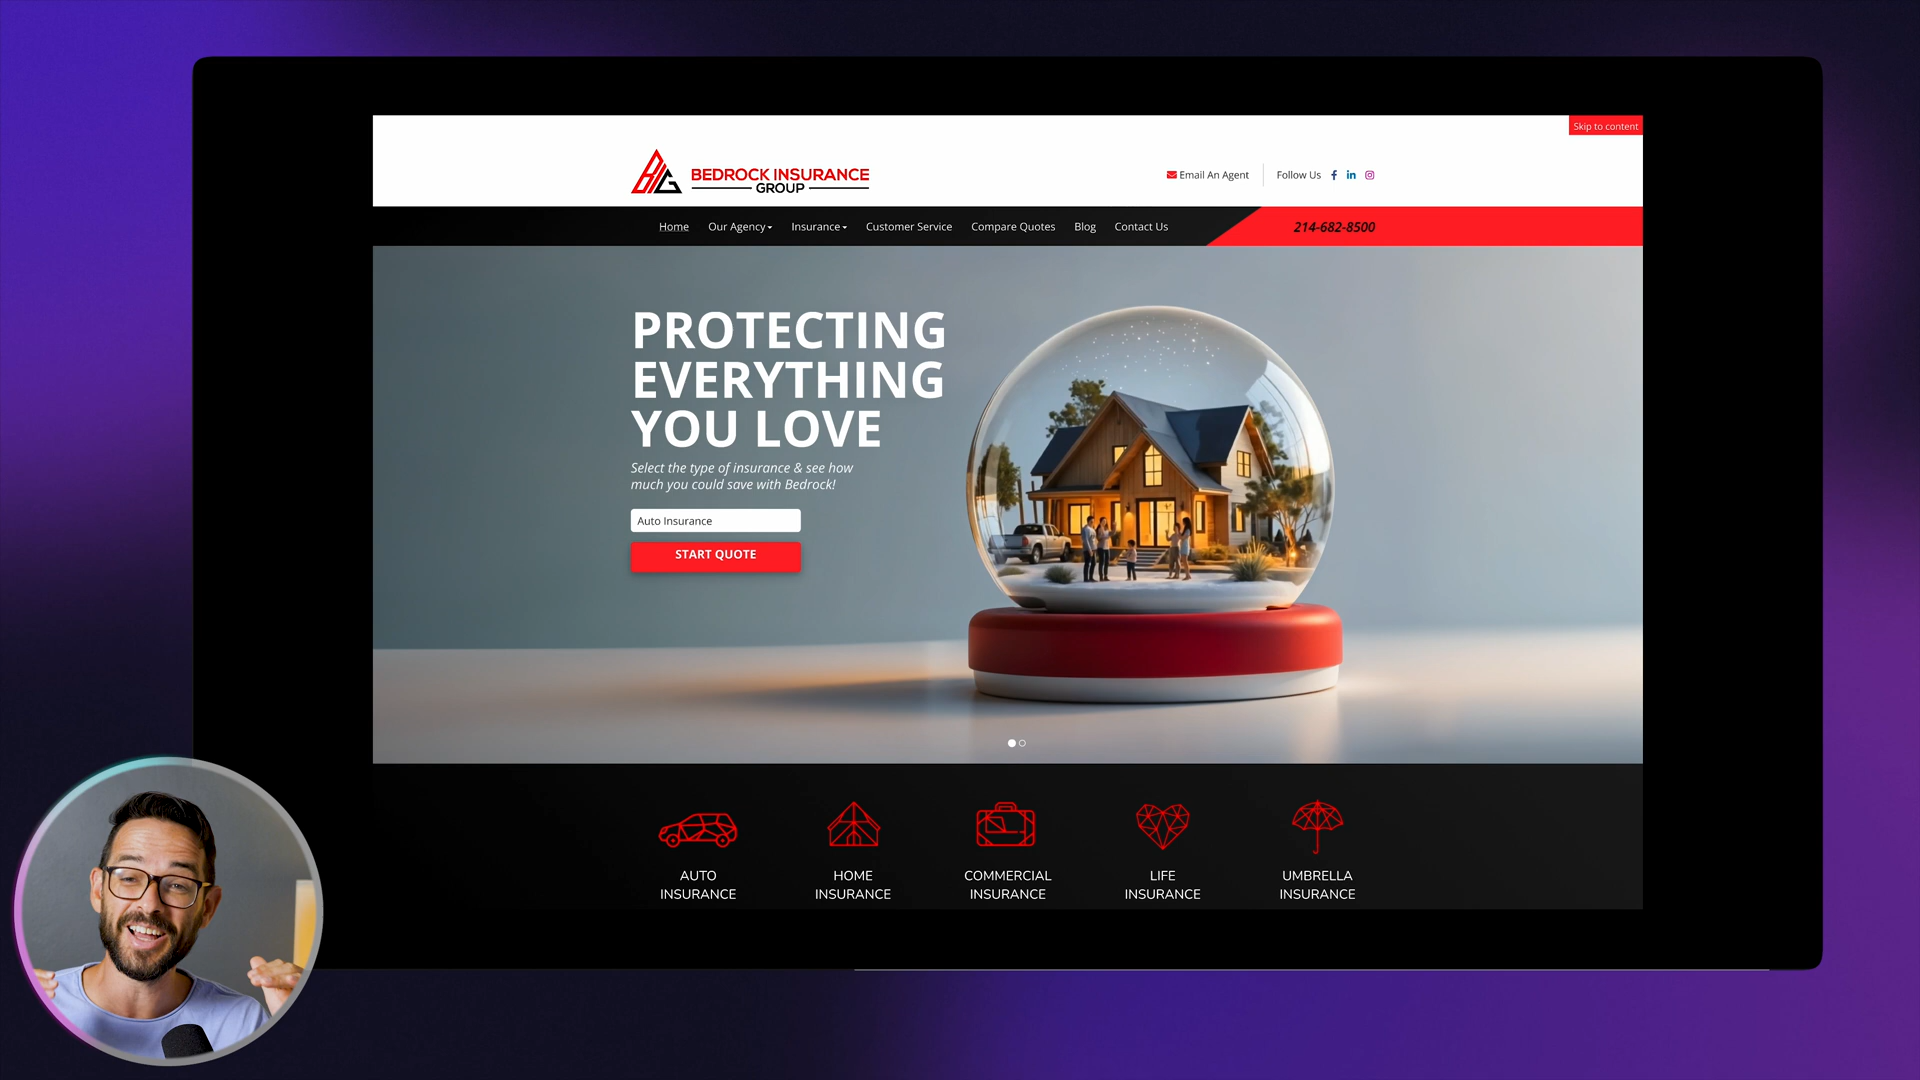 Skip to content
BEDROCK INSURANCE
GROUP
Email An Agent
Follow Us
Home
Our Agency
Insurance
Customer Service
Compare Quotes
Blog
Contact Us
214-682-8500
PROTECTING
EVERYTHING
YOU LOVE
Select the type of insurance & see how
much you could save with Bedrock!
Auto Insurance
START QUOTE
AUTO
INSURANCE
HOME
INSURANCE
COMMERCIAL
INSURANCE
LIFE
INSURANCE
UMBRELLA
INSURANCE